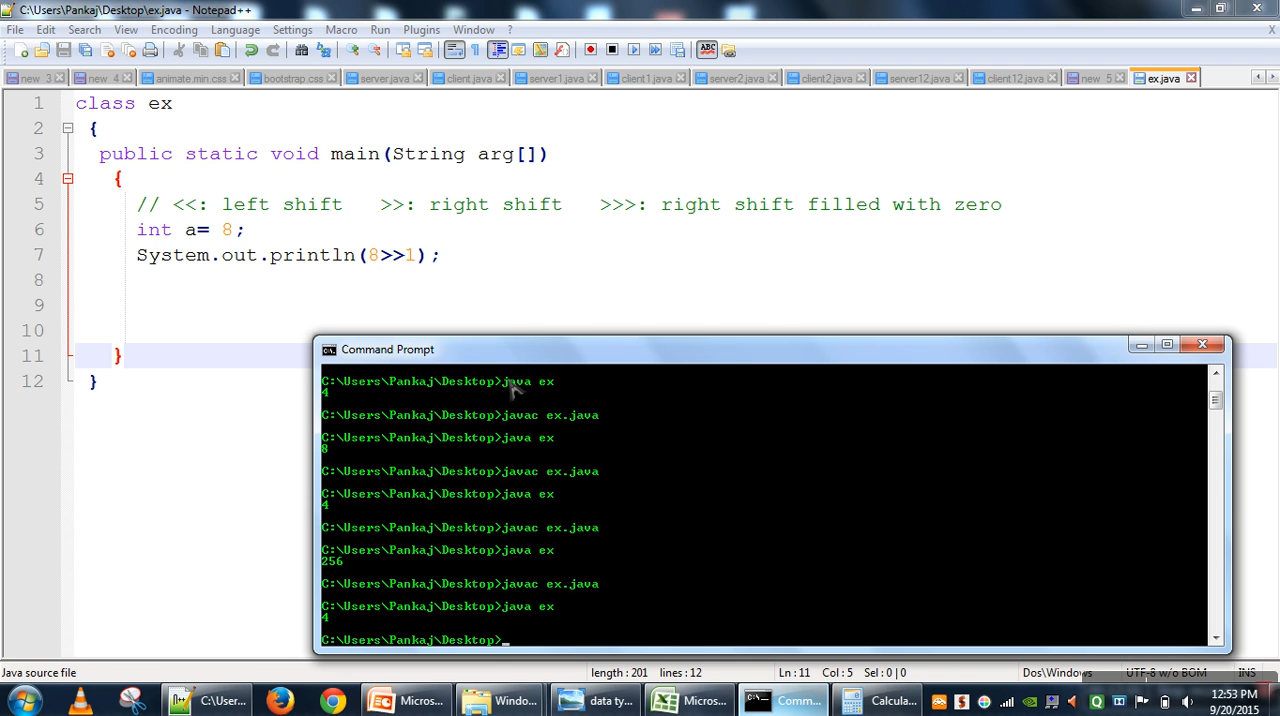 C:\Users\Pankaj\Desktop\ex.java - Notepad++
File Edit Search View Encoding Language Settings Macro Run Plugins Window ? X
new 3 new 4 animate.min.css bootstrap.css server.java client.java server1.java client1.java server2.java client2.java server12.java client12.java new 5 ex.java
1 class ex
2 {
3 public static void main(String arg[])
4 {
5 // <<: left shift >>: right shift >>>: right shift filled with zero
6 int a= 8;
7 System.out.println(8>>1);
8
9
10
11 }
12 }
Command Prompt
C:\Users\Pankaj\Desktop>java ex
4
C:\Users\Pankaj\Desktop>javac ex.java
C:\Users\Pankaj\Desktop>java ex
8
C:\Users\Pankaj\Desktop>javac ex.java
C:\Users\Pankaj\Desktop>java ex
4
C:\Users\Pankaj\Desktop>javac ex.java
C:\Users\Pankaj\Desktop>java ex
256
C:\Users\Pankaj\Desktop>javac ex.java
C:\Users\Pankaj\Desktop>java ex
4
C:\Users\Pankaj\Desktop>_
Java source file length : 201 lines : 12 Ln : 11 Col : 5 Sel : 0 | 0 Dos\Windows UTF-8 w/o BOM INS
C:\User... Micros... Windo... data ty... Microso... Comm... Calcula... 12:53 PM
9/20/2015